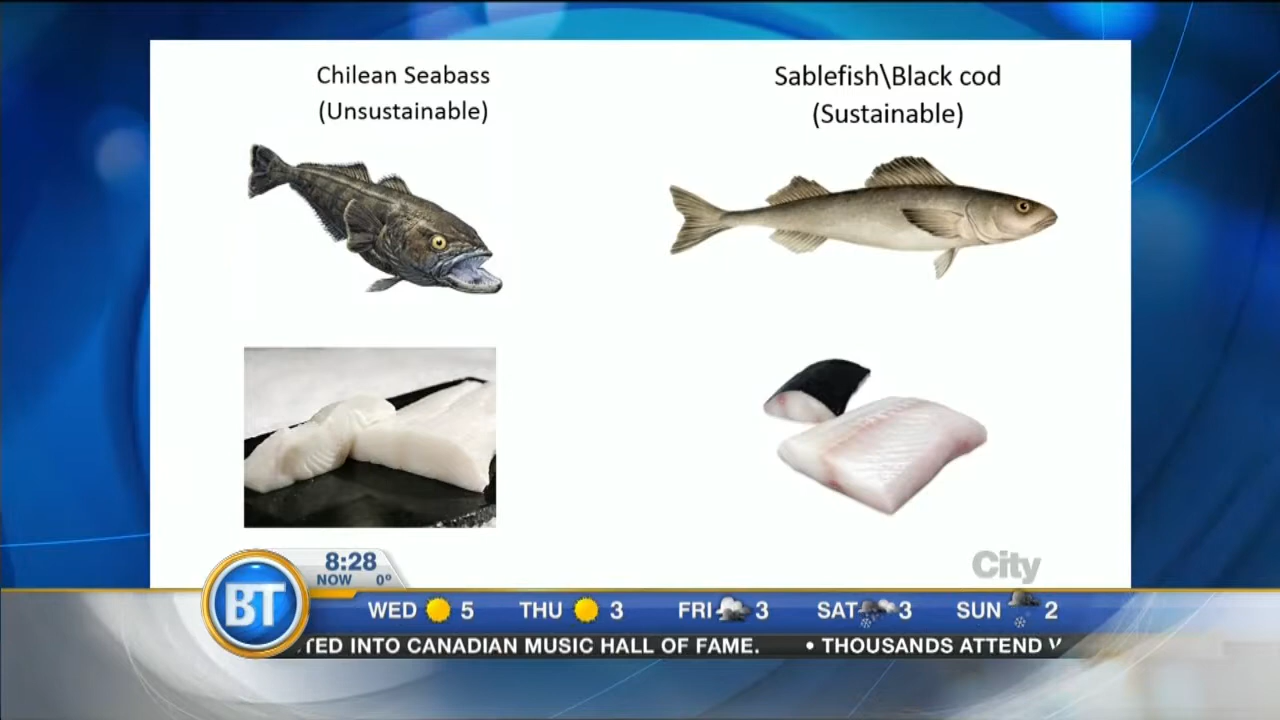 Chilean Seabass
(Unsustainable)
Sablefish\Black cod
(Sustainable)
City
8:28
NOW 0°
BT
WED 5 THU 3 FRI 3 SAT 3 SUN 2
TED INTO CANADIAN MUSIC HALL OF FAME. • THOUSANDS ATTEND